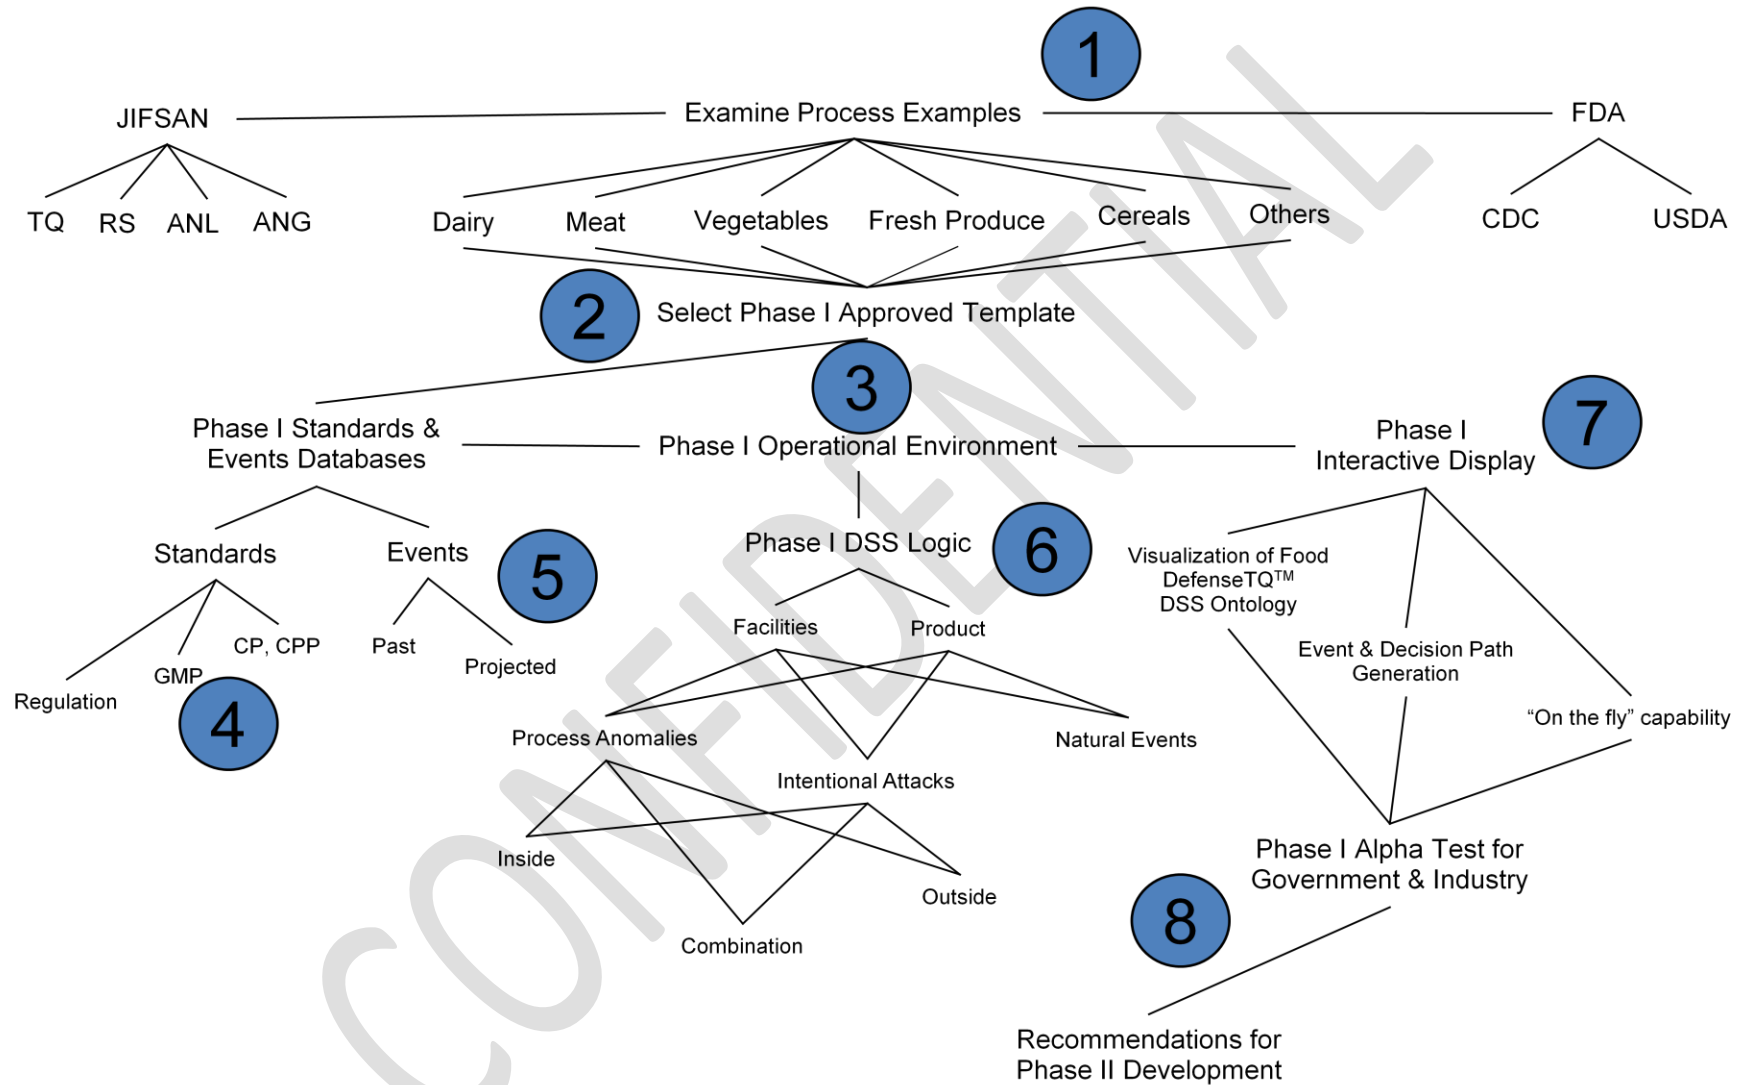 1
JIFSAN
Examine Process Examples
FDA
TQ
RS
ANL
ANG
Dairy
Meat
Vegetables
Fresh Produce
Cereals
Others
CDC
USDA
2
Select Phase I Approved Template
3
Phase I Standards &
Events Databases
Phase I Operational Environment
Phase I
Interactive Display
7
Standards
Events
5
Phase I DSS Logic
6
Visualization of Food
DefenseTQ™
DSS Ontology
Regulation
GMP
CP, CPP
4
Past
Projected
Facilities
Product
Event & Decision Path
Generation
"On the fly" capability
Process Anomalies
Intentional Attacks
Natural Events
Inside
Combination
Outside
Phase I Alpha Test for
Government & Industry
8
Recommendations for
Phase II Development
CONFIDENTIAL